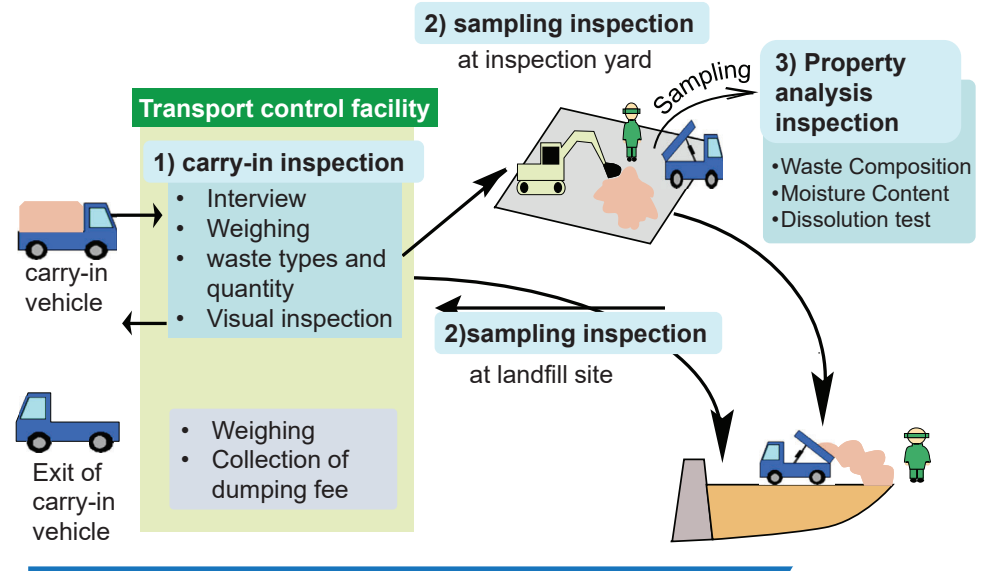 2) sampling inspection
at inspection yard
Sampling
3) Property
analysis
inspection
•Waste Composition
•Moisture Content
•Dissolution test
Transport control facility
1) carry-in inspection
• Interview
• Weighing
• waste types and
quantity
• Visual inspection
carry-in
vehicle
2)sampling inspection
at landfill site
• Weighing
• Collection of
dumping fee
Exit of
carry-in
vehicle